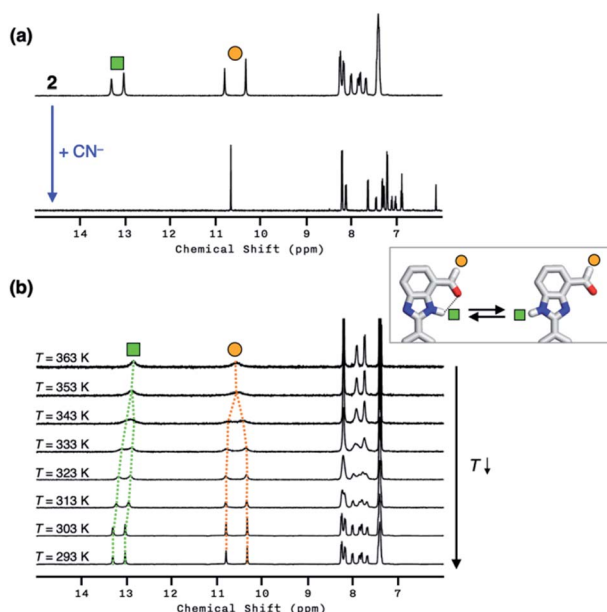 (a)
2
+ CN⁻
14 13 12 11 10 9 8 7
Chemical Shift (ppm)
(b)
T = 363 K
T = 353 K
T = 343 K
T = 333 K
T = 323 K
T = 313 K
T = 303 K
T = 293 K
T ↓
14 13 12 11 10 9 8 7
Chemical Shift (ppm)